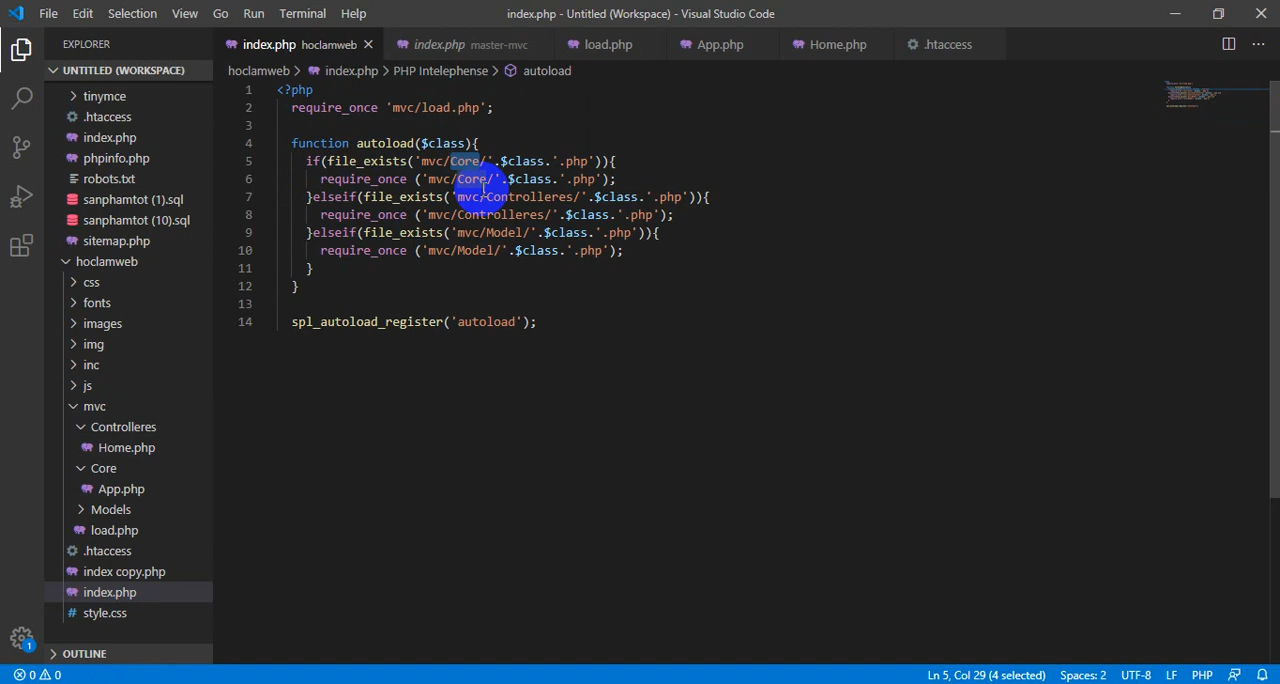 File Edit Selection View Go Run Terminal Help index.php - Untitled (Workspace) - Visual Studio Code
EXPLORER
index.php hoclamweb
index.php master-mvc
load.php
App.php
Home.php
.htaccess
UNTITLED (WORKSPACE)
tinymce
.htaccess
index.php
phpinfo.php
robots.txt
sanphamtot (1).sql
sanphamtot (10).sql
sitemap.php
hoclamweb
css
fonts
images
img
inc
js
mvc
Controlleres
Home.php
Core
App.php
Models
load.php
.htaccess
index copy.php
index.php
style.css
OUTLINE
hoclamweb > index.php > PHP Intelephense > autoload
1 <?php
2 require_once 'mvc/load.php';
3
4 function autoload($class){
5 if(file_exists('mvc/Core/'.$class.'.php')){
6 require_once ('mvc/Core/'.$class.'.php');
7 }elseif(file_exists('mvc/Controlleres/'.$class.'.php')){
8 require_once ('mvc/Controlleres/'.$class.'.php');
9 }elseif(file_exists('mvc/Model/'.$class.'.php')){
10 require_once ('mvc/Model/'.$class.'.php');
11 }
12 }
13
14 spl_autoload_register('autoload');
1
0 0 Ln 5, Col 29 (4 selected) Spaces: 2 UTF-8 LF PHP